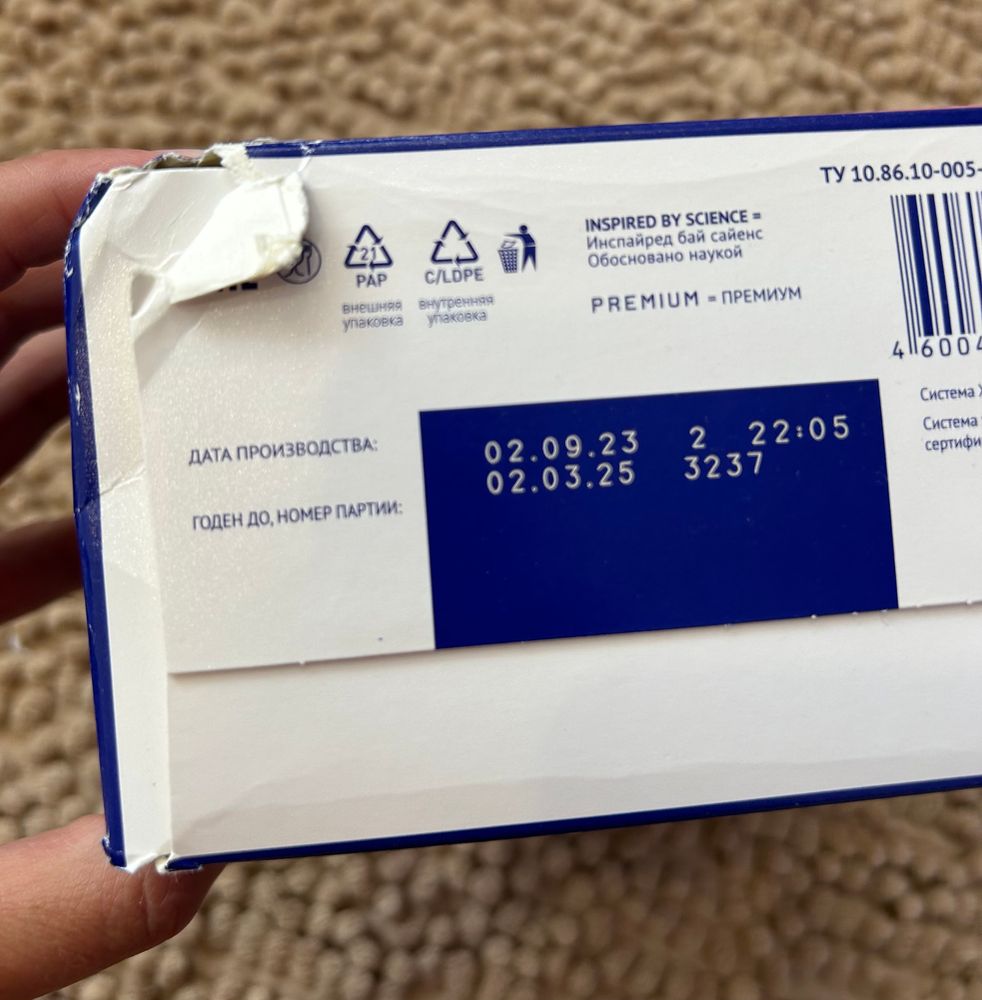 ТУ 10.86.10-005-
21
PAP
внешняя
упаковка
C/LDPE
внутренняя
упаковка
INSPIRED BY SCIENCE =
Инспайред бай сайенс
Обосновано наукой
PREMIUM = ПРЕМИУМ
4 6004
Система
Система
ДАТА ПРОИЗВОДСТВА:
02.09.23 2 22:05
02.03.25 3237
ГОДЕН ДО, НОМЕР ПАРТИИ: